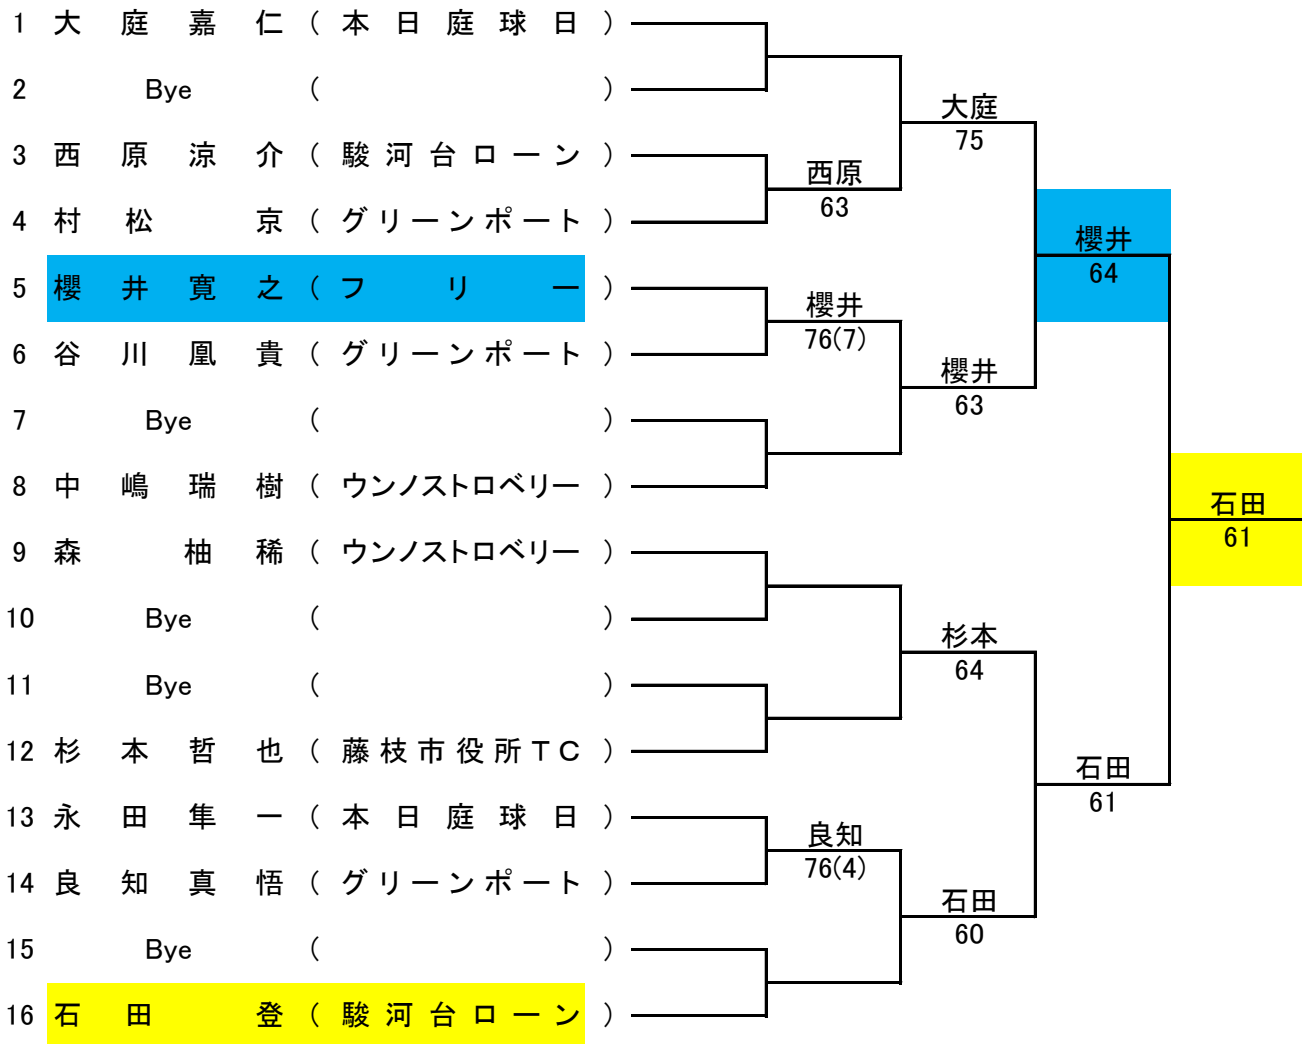 1 大庭嘉仁（本日庭球日）
2 Bye（ ）
大庭
75
3 西原涼介（駿河台ローン）
西原
63
4 村松京（グリーンポート）
櫻井
64
5 櫻井寛之（フリー）
櫻井
76(7)
6 谷川凰貴（グリーンポート）
櫻井
63
7 Bye（ ）
8 中嶋瑞樹（ウンノストロベリー）
石田
61
9 森柚稀（ウンノストロベリー）
10 Bye（ ）
杉本
64
11 Bye（ ）
12 杉本哲也（藤枝市役所TC）
石田
61
13 永田隼一（本日庭球日）
良知
76(4)
14 良知真悟（グリーンポート）
石田
60
15 Bye（ ）
16 石田登（駿河台ローン）